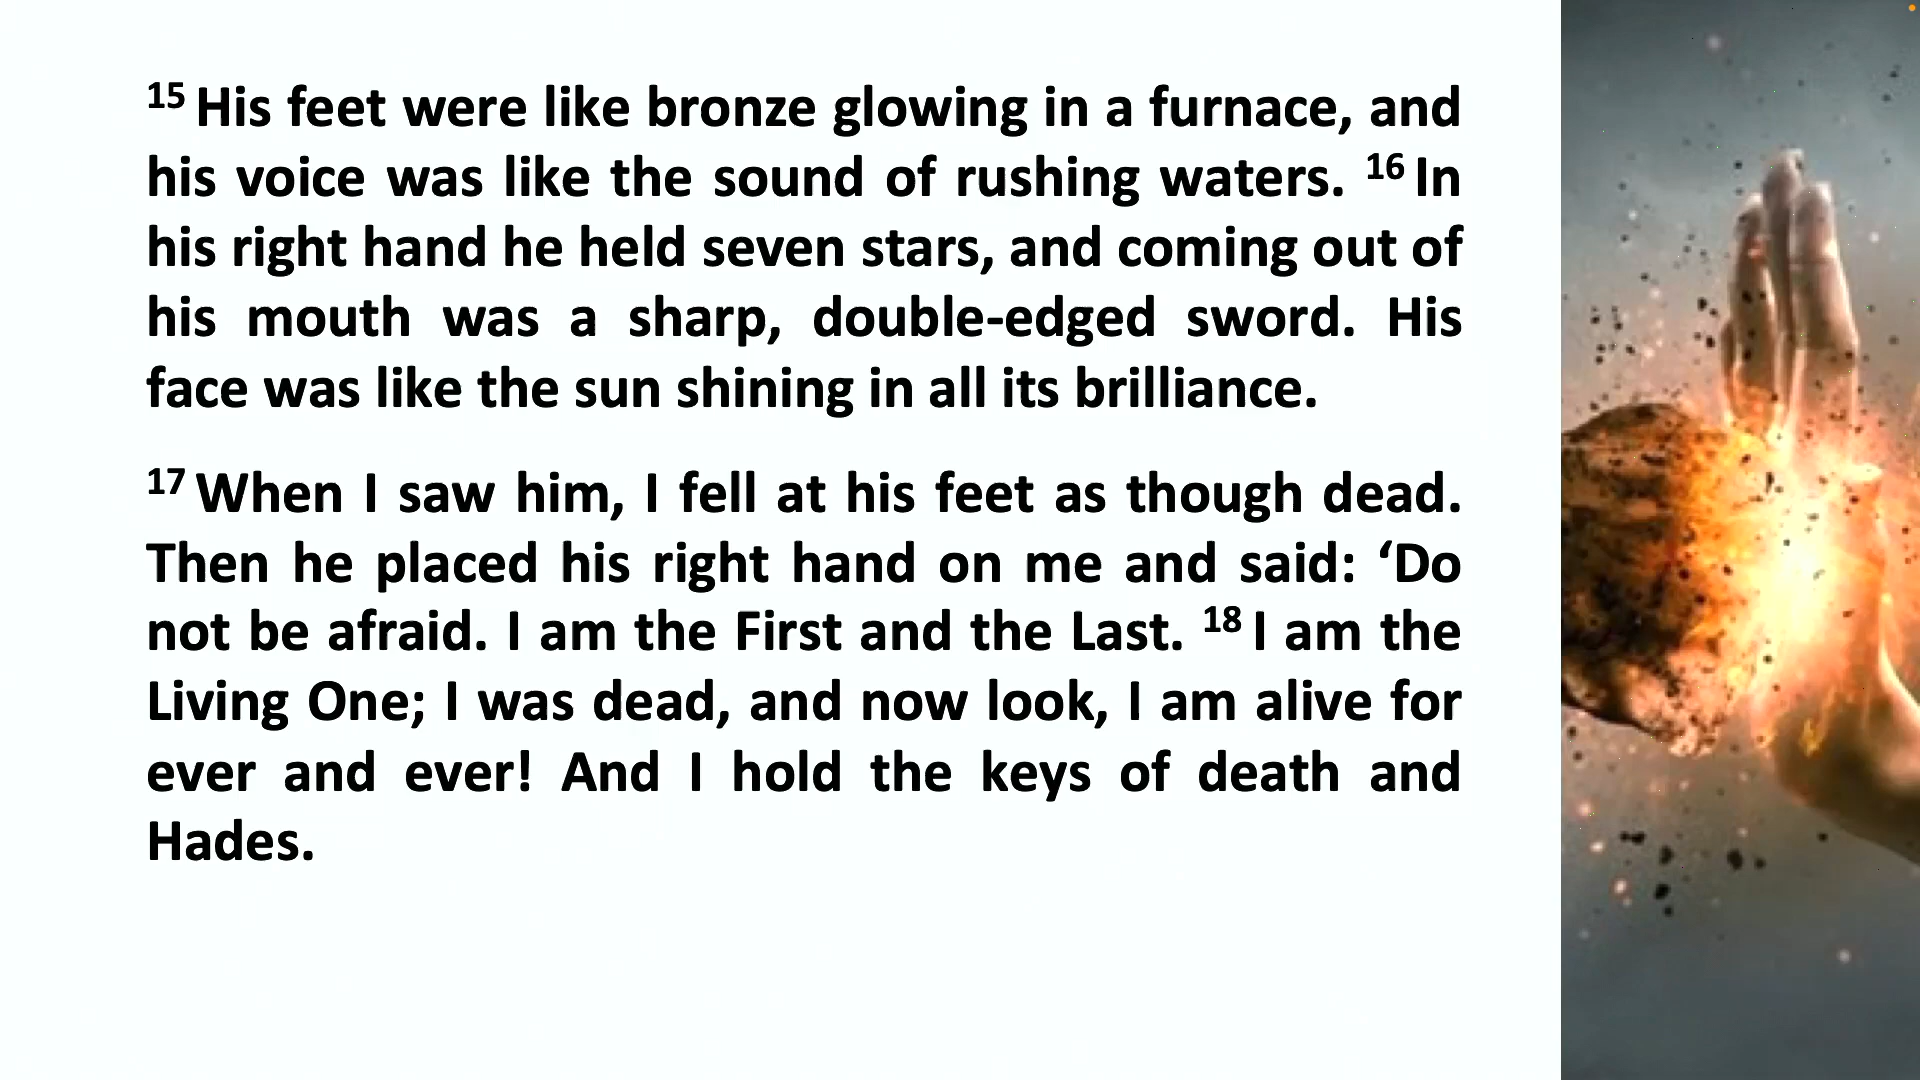 15 His feet were like bronze glowing in a furnace, and
his voice was like the sound of rushing waters. 16 In
his right hand he held seven stars, and coming out of
his mouth was a sharp, double-edged sword. His
face was like the sun shining in all its brilliance.
17 When I saw him, I fell at his feet as though dead.
Then he placed his right hand on me and said: ‘Do
not be afraid. I am the First and the Last. 18 I am the
Living One; I was dead, and now look, I am alive for
ever and ever! And I hold the keys of death and
Hades.